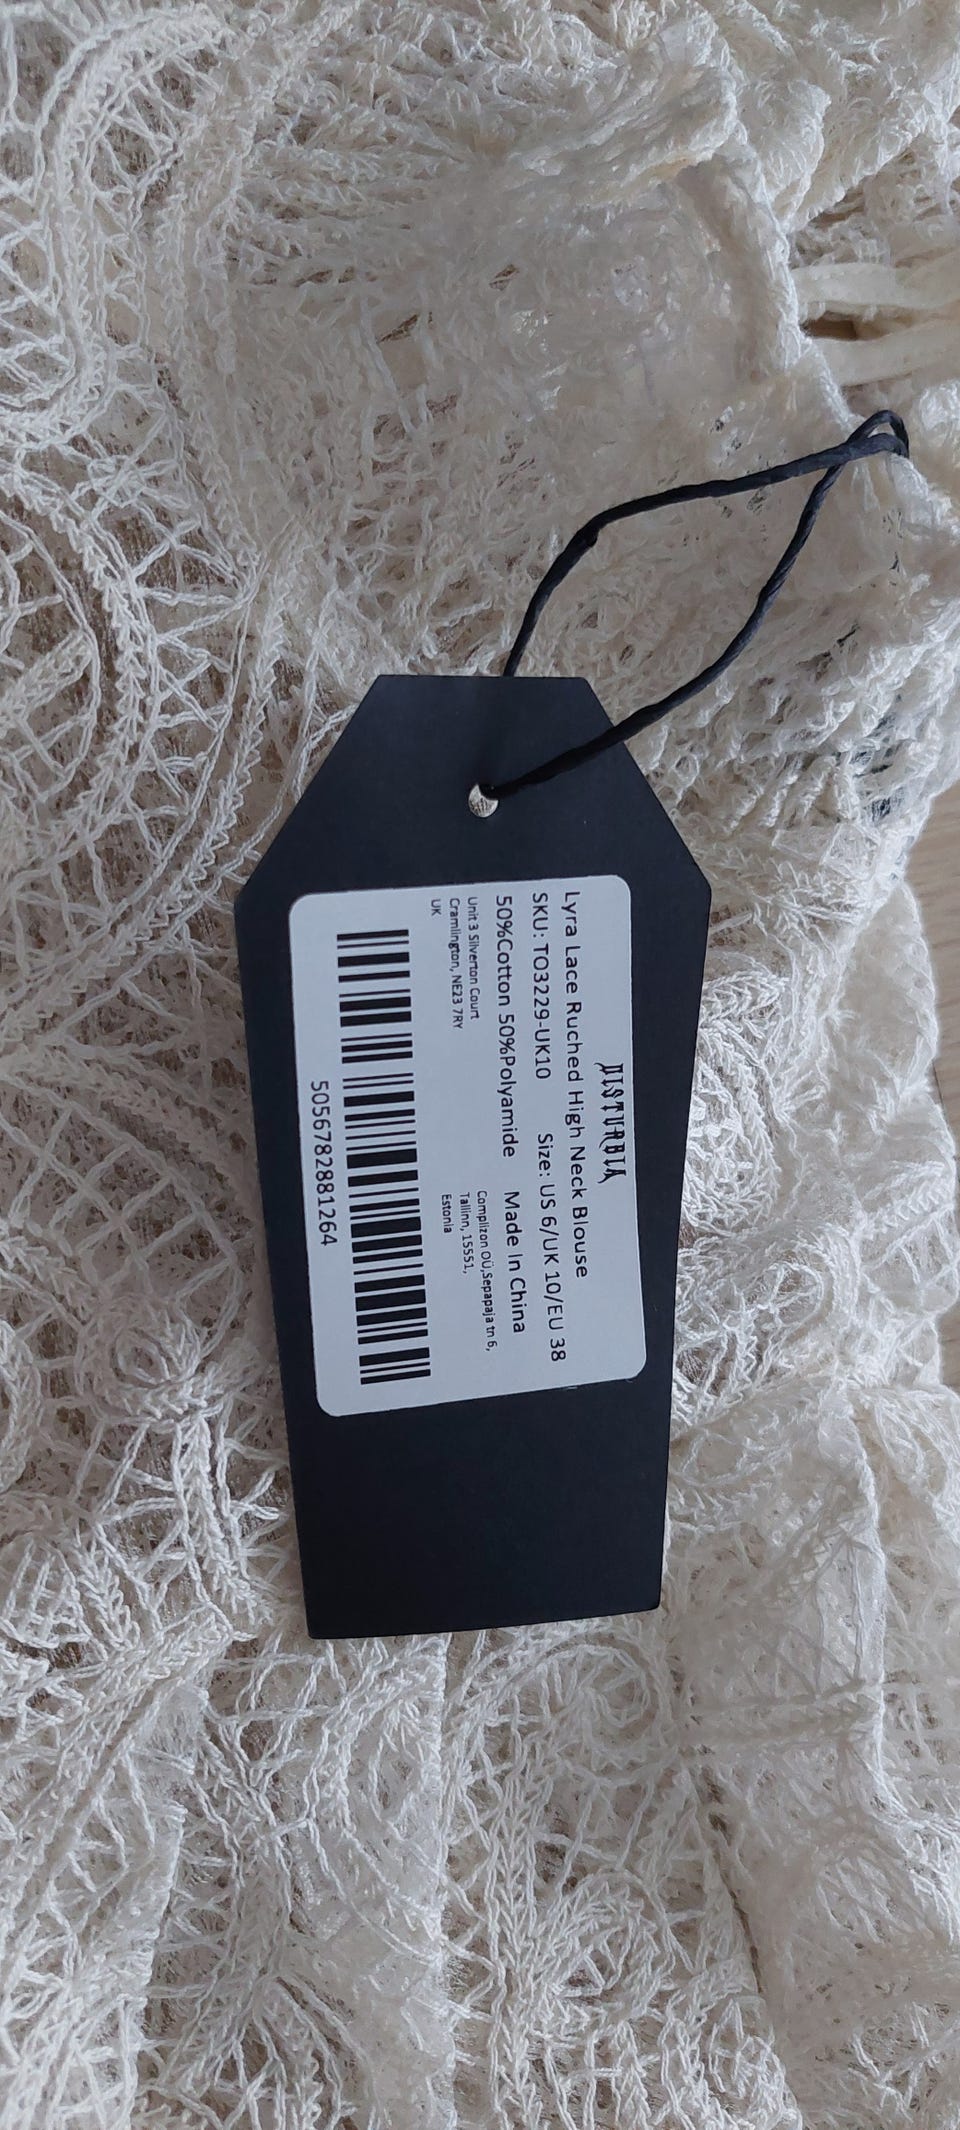 DISTURBIA
Lyra Lace Ruched High Neck Blouse
SKU: TO3229-UK10 Size: US 6/UK 10/EU 38
50%Cotton 50%Polyamide Made In China
Unit 3 Silverton Court
Cramlington, NE23 7RY
UK
Complizon OÜ,Sepapaja tn 6,
Tallinn, 15551,
Estonia
5056782881264